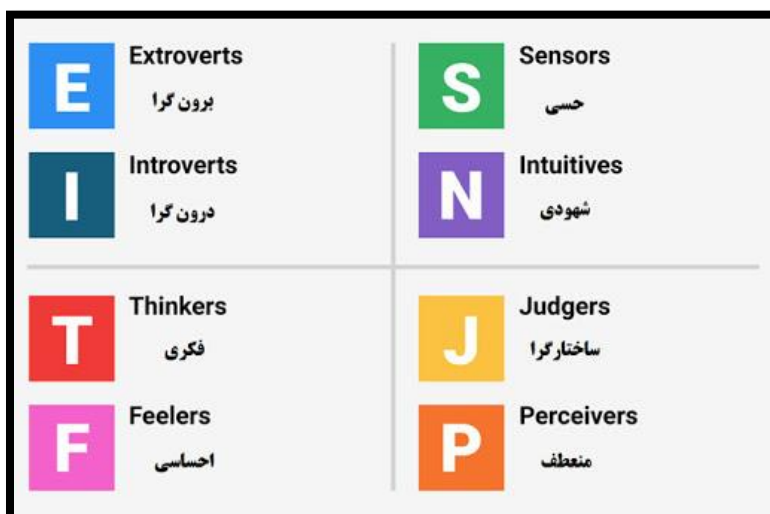 E
Extroverts
برون گرا
I
Introverts
درون گرا
S
Sensors
حسی
N
Intuitives
شهودی
T
Thinkers
فکری
F
Feelers
احساسی
J
Judgers
ساختارگرا
P
Perceivers
منعطف